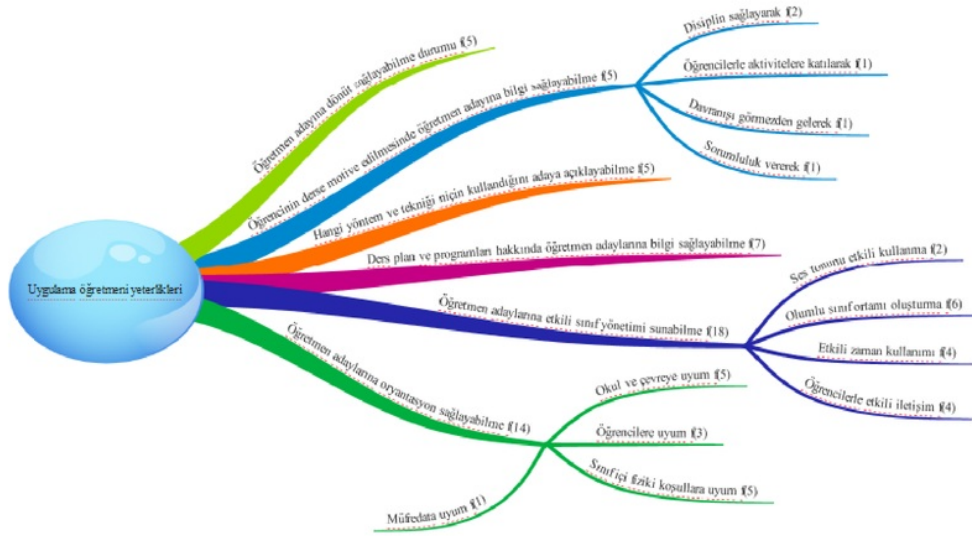 Uygulama öğretmeni yeterlikleri
Öğretmen adayına dönüt sağlayabilme durumu f(5)
Öğrencinin derse motive edilmesinde öğretmen adayına bilgi sağlayabilme f(5)
Disiplin sağlayarak f(2)
Öğrencilerle aktivitelere katılarak f(1)
Davranışı görmezden gelerek f(1)
Sorumluluk vererek f(1)
Hangi yöntem ve tekniği niçin kullandığını adaya açıklayabilme f(5)
Ders plan ve programları hakkında öğretmen adaylarına bilgi sağlayabilme f(7)
Öğretmen adaylarına etkili sınıf yönetimi sunabilme f(18)
Ses tonunu etkili kullanma f(2)
Olumlu sınıf ortamı oluşturma f(6)
Etkili zaman kullanımı f(4)
Öğrencilerle etkili iletişim f(4)
Öğretmen adaylarına oryantasyon sağlayabilme f(14)
Okul ve çevreye uyum f(5)
Öğrencilere uyum f(3)
Sınıf içi fiziki koşullara uyum f(5)
Müfredata uyum f(1)